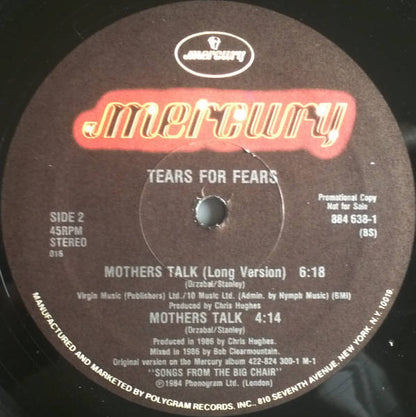 mercury
mercury
TEARS FOR FEARS
Promotional Copy
Not for Sale
SIDE 2
884 638-1
45RPM
(BS)
STEREO
01S
MOTHERS TALK (Long Version) 6:18
(Orzabal/Stanley)
Virgin Music (Publishers) Ltd./10 Music Ltd. (Admin. by Nymph Music) (BMI)
Produced by Chris Hughes
MOTHERS TALK 4:14
(Orzabal/Stanley)
Produced in 1986 by Chris Hughes.
Mixed in 1986 by Bob Clearmountain.
Original version on the Mercury album 422-824 300-1 M-1
"SONGS FROM THE BIG CHAIR"
℗1984 Phonogram Ltd. (London)
MANUFACTURED AND MARKETED BY POLYGRAM RECORDS, INC. 810 SEVENTH AVENUE, NEW YORK, N.Y. 10019.